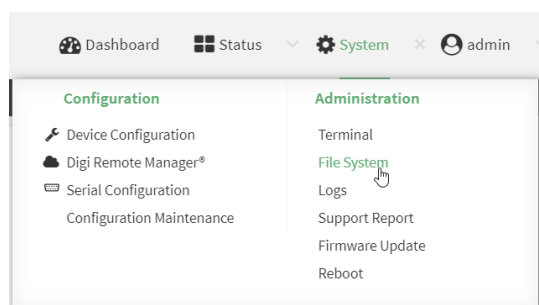 Dashboard Status System admin
Configuration
Device Configuration
Digi Remote Manager®
Serial Configuration
Configuration Maintenance
Administration
Terminal
File System
Logs
Support Report
Firmware Update
Reboot